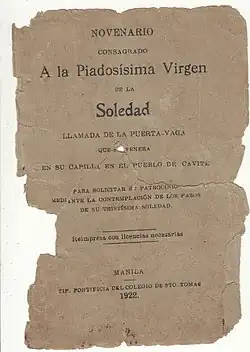 NOVENARIO
CONSAGRADO
A la Piadosísima Virgen
DE LA
Soledad
LLAMADA DE LA PUERTA-VAGA
QUE SE VENERA
EN SU CAPILLA, EN EL PUEBLO DE CAVITE
PARA SOLICITAR SU PATROCINIO
MEDIANTE LA CONTEMPLACIÓN DE LOS PASOS
DE SU TRISTÍSIMA SOLEDAD.
Reimpresa con licencias necesarias
MANILA
TIP. PONTIFICIA DEL COLEGIO DE STO. TOMAS
1922.